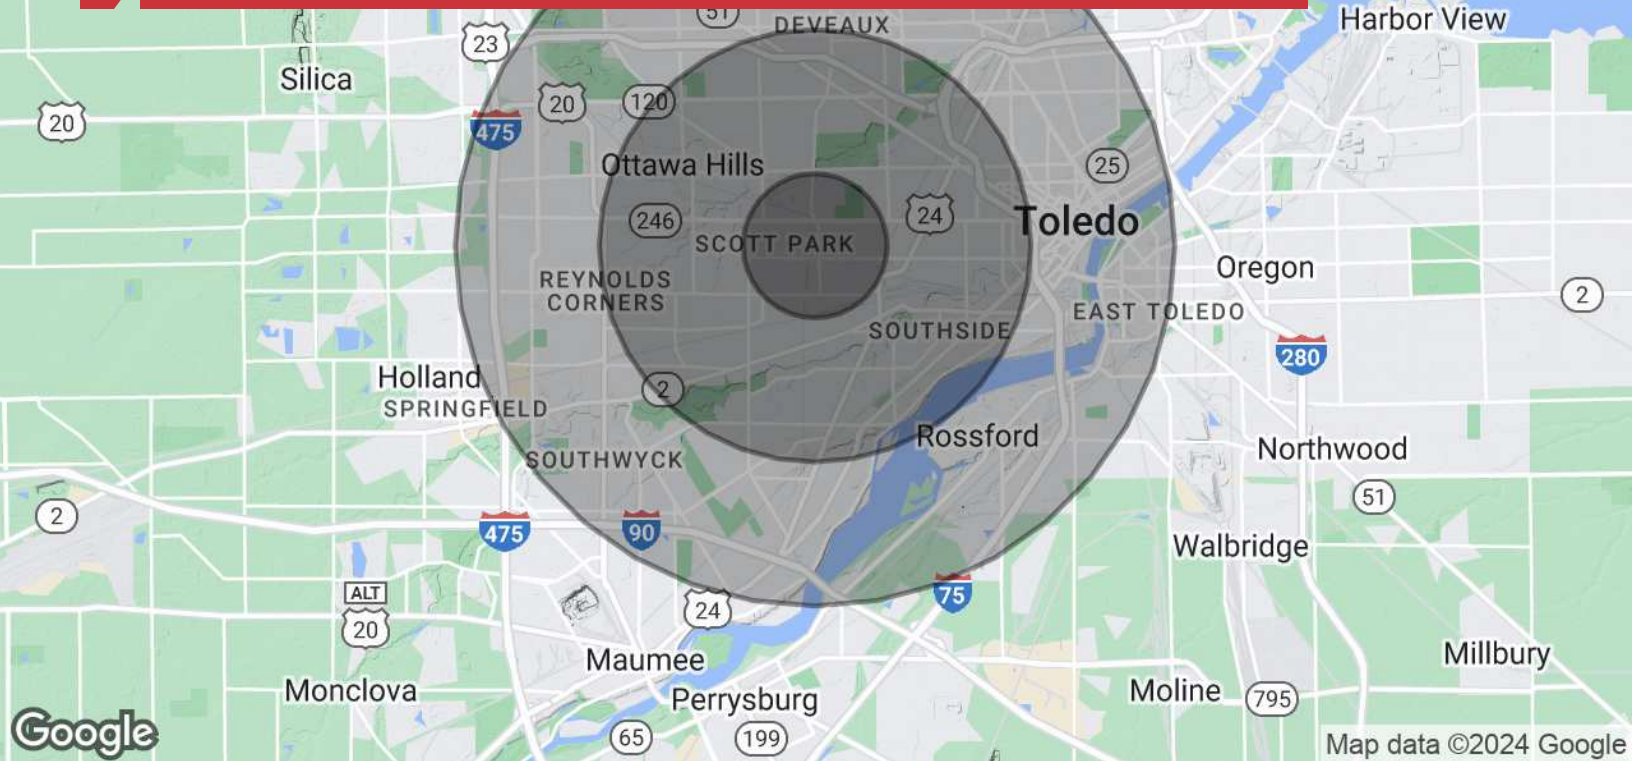 51
DEVEAUX
Harbor View
23
Silica
20
120
20
475
Ottawa Hills
25
246
24
Toledo
SCOTT PARK
REYNOLDS
CORNERS
Oregon
2
EAST TOLEDO
SOUTHSIDE
280
Holland
2
SPRINGFIELD
Rossford
Northwood
SOUTHWYCK
51
2
475
90
Walbridge
ALT
20
24
75
Maumee
Millbury
Monclova
Perrysburg
Moline
795
65
199
Google
Map data ©2024 Google